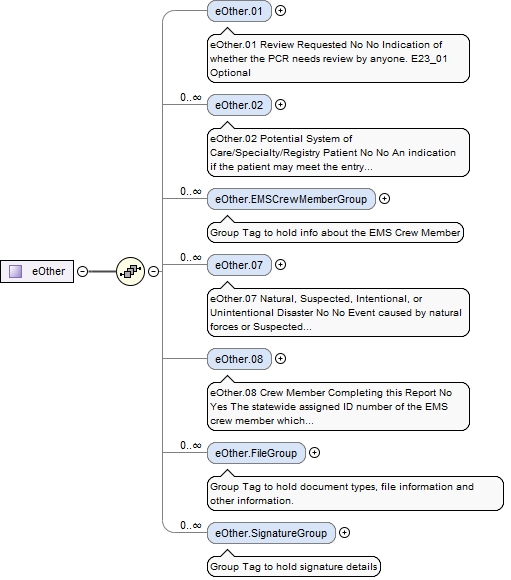 eOther.01
eOther.01 Review Requested No No Indication of
whether the PCR needs review by anyone. E23_01
Optional
0..∞
eOther.02
eOther.02 Potential System of
Care/Specialty/Registry Patient No No An indication
if the patient may meet the entry...
0..∞
eOther.EMSCrewMemberGroup
Group Tag to hold info about the EMS Crew Member
eOther
0..∞
eOther.07
eOther.07 Natural, Suspected, Intentional, or
Unintentional Disaster No No Event caused by natural
forces or Suspected...
eOther.08
eOther.08 Crew Member Completing this Report No
Yes The statewide assigned ID number of the EMS
crew member which...
0..∞
eOther.FileGroup
Group Tag to hold document types, file information and
other information.
0..∞
eOther.SignatureGroup
Group Tag to hold signature details